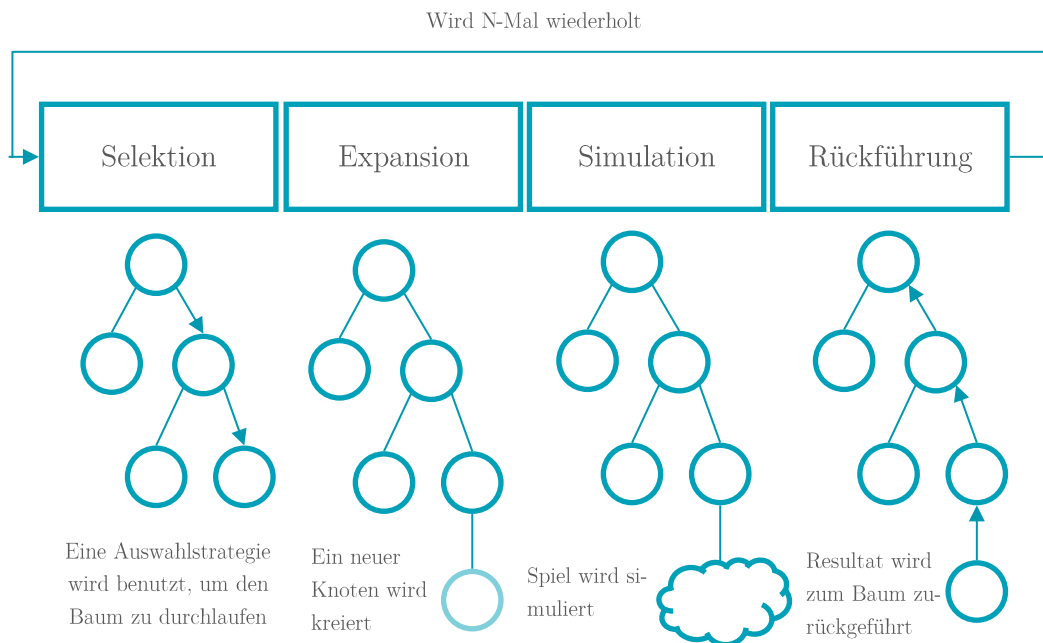 Wird N-Mal wiederholt
Selektion
Expansion
Simulation
Rückführung
Eine Auswahlstrategie
wird benutzt, um den
Baum zu durchlaufen
Ein neuer
Knoten wird
kreiert
Spiel wird si-
muliert
Resultat wird
zum Baum zu-
rückgeführt